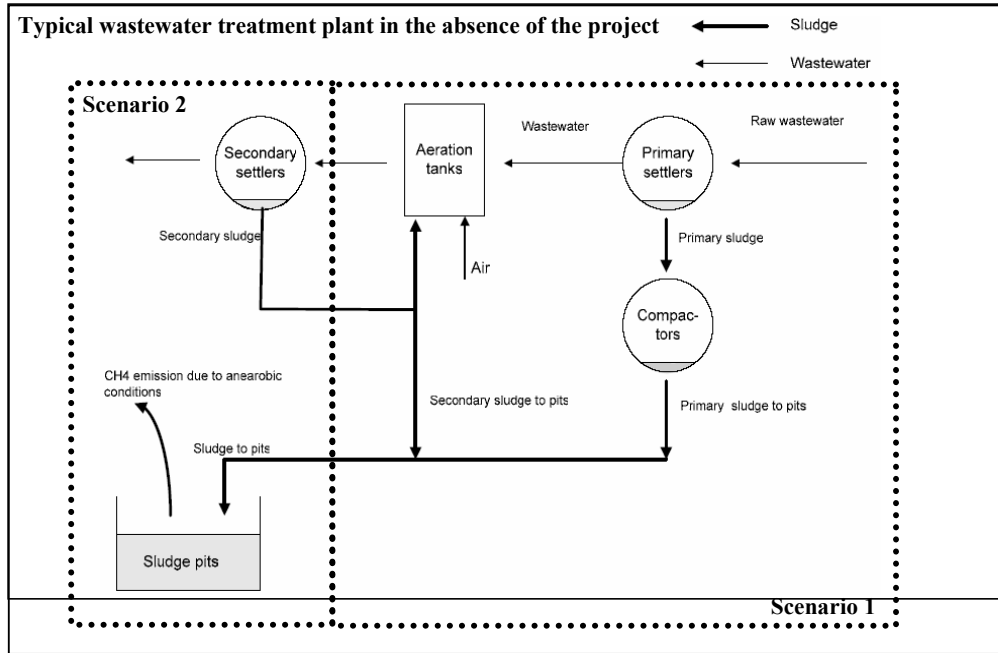 Typical wastewater treatment plant in the absence of the project
Sludge
Wastewater
Scenario 2
Secondary
settlers
Aeration
tanks
Wastewater
Primary
settlers
Raw wastewater
Secondary sludge
Primary sludge
Air
Compac-
tors
CH4 emission due to anearobic
conditions
Secondary sludge to pits
Primary sludge to pits
Sludge to pits
Sludge pits
Scenario 1